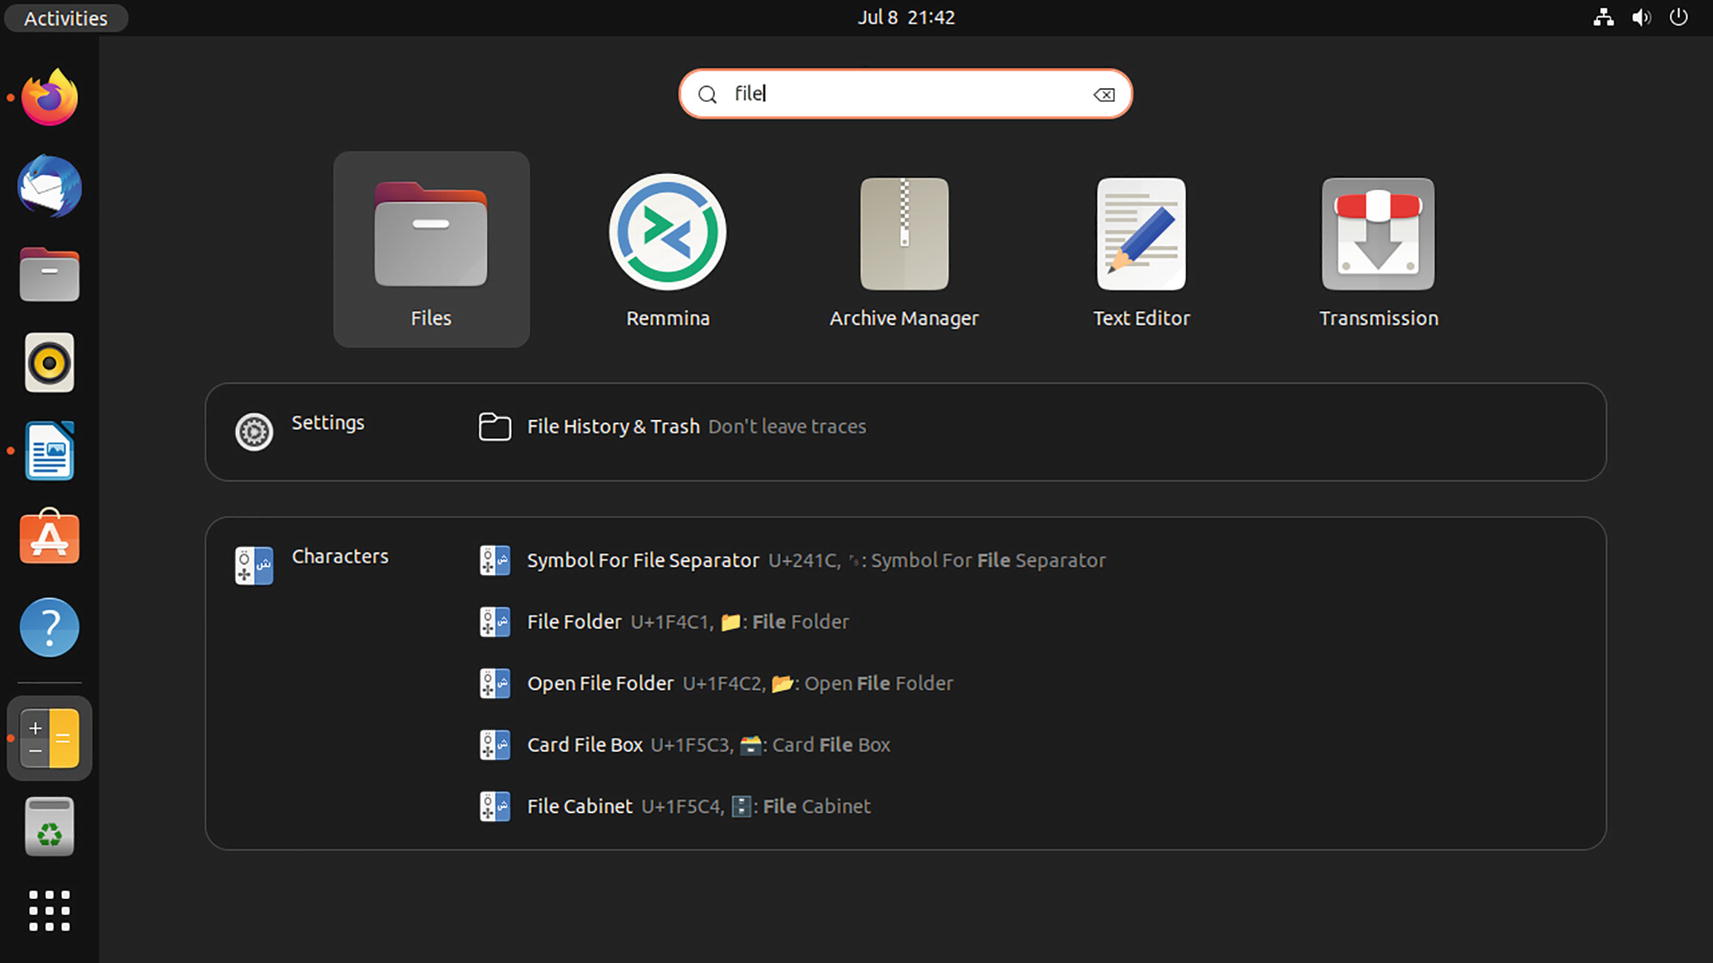 Activities
Jul 8 21:42
file
Files
Remmina
Archive Manager
Text Editor
Transmission
Settings
File History & Trash Don't leave traces
Characters
Symbol For File Separator U+241C, ␜: Symbol For File Separator
File Folder U+1F4C1, 📁: File Folder
Open File Folder U+1F4C2, 📂: Open File Folder
Card File Box U+1F5C3, 🗃: Card File Box
File Cabinet U+1F5C4, 🗄: File Cabinet